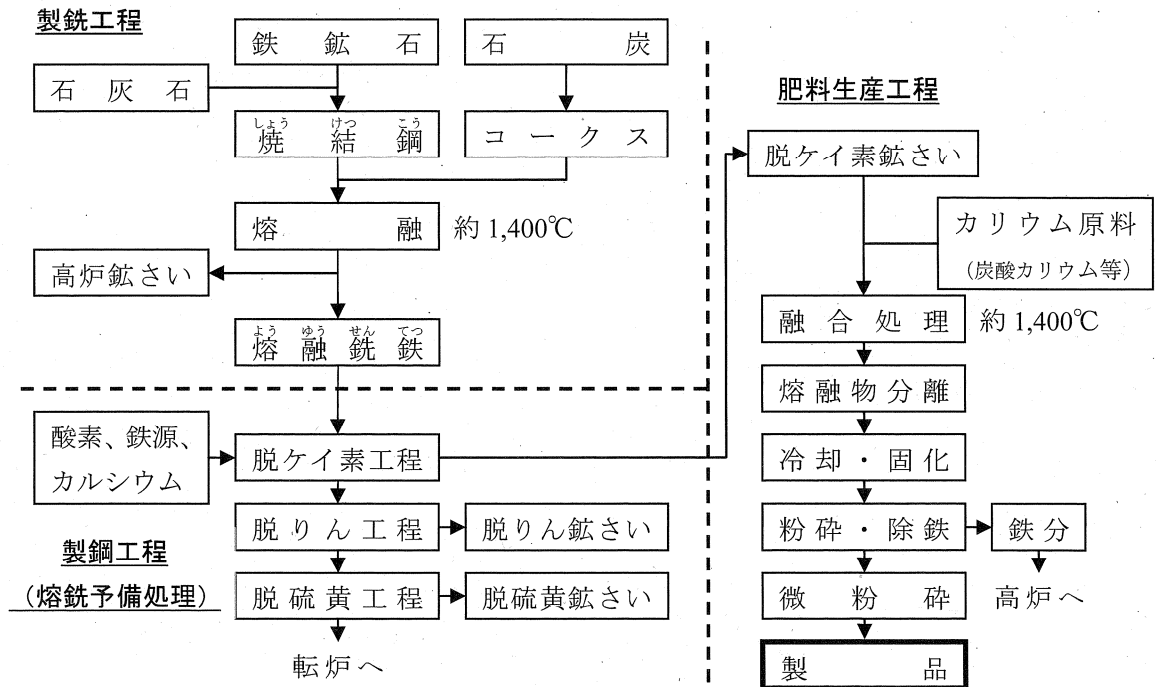 製銑工程
鉄鉱石
石炭
石灰石
しょう けつ こう
焼結鋼
コークス
熔融
約1,400℃
高炉鉱さい
よう ゆう せん てつ
熔融銑鉄
酸素、鉄源、
カルシウム
脱ケイ素工程
脱りん工程
脱りん鉱さい
製鋼工程
(熔銑予備処理)
脱硫黄工程
脱硫黄鉱さい
転炉へ
肥料生産工程
脱ケイ素鉱さい
カリウム原料
(炭酸カリウム等)
融合処理
約1,400℃
熔融物分離
冷却・固化
粉砕・除鉄
鉄分
微粉砕
高炉へ
製品